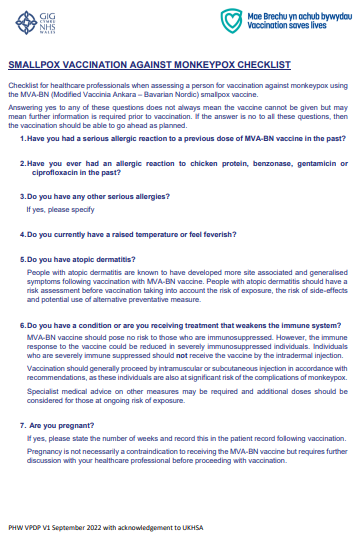 GIG
CYMRU
NHS
WALES
Mae Brechu yn achub bywydau
Vaccination saves lives
SMALLPOX VACCINATION AGAINST MONKEYPOX CHECKLIST
Checklist for healthcare professionals when assessing a person for vaccination against monkeypox using
the MVA-BN (Modified Vaccinia Ankara – Bavarian Nordic) smallpox vaccine.
Answering yes to any of these questions does not always mean the vaccine cannot be given but may
mean further information is required prior to vaccination. If the answer is no to all these questions, then
the vaccination should be able to go ahead as planned.
1. Have you had a serious allergic reaction to a previous dose of MVA-BN vaccine in the past?
2. Have you ever had an allergic reaction to chicken protein, benzonase, gentamicin or
ciprofloxacin in the past?
3. Do you have any other serious allergies?
If yes, please specify
4. Do you currently have a raised temperature or feel feverish?
5. Do you have atopic dermatitis?
People with atopic dermatitis are known to have developed more site associated and generalised
symptoms following vaccination with MVA-BN vaccine. People with atopic dermatitis should have a
risk assessment before vaccination taking into account the risk of exposure, the risk of side-effects
and potential use of alternative preventative measure.
6. Do you have a condition or are you receiving treatment that weakens the immune system?
MVA-BN vaccine should pose no risk to those who are immunosuppressed. However, the immune
response to the vaccine could be reduced in severely immunosuppressed individuals. Individuals
who are severely immune suppressed should not receive the vaccine by the intradermal injection.
Vaccination should generally proceed by intramuscular or subcutaneous injection in accordance with
recommendations, as these individuals are also at significant risk of the complications of monkeypox.
Specialist medical advice on other measures may be required and additional doses should be
considered for those at ongoing risk of exposure.
7. Are you pregnant?
If yes, please state the number of weeks and record this in the patient record following vaccination.
Pregnancy is not necessarily a contraindication to receiving the MVA-BN vaccine but requires further
discussion with your healthcare professional before proceeding with vaccination.
PHW VPDP V1 September 2022 with acknowledgement to UKHSA